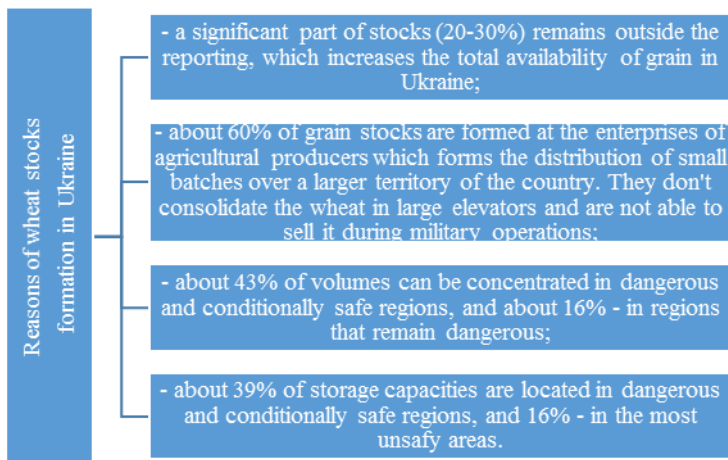 Reasons of wheat stocks
formation in Ukraine
- a significant part of stocks (20-30%) remains outside
the reporting, which increases the total availability of grain in
Ukraine;
- about 60% of grain stocks are formed at the enterprises of
agricultural producers which forms the distribution of small
batches over a larger territory of the country. They don't
consolidate the wheat in large elevators and are not able to
sell it during military operations;
- about 43% of volumes can be concentrated in dangerous
and conditionally safe regions, and about 16% - in regions
that remain dangerous;
- about 39% of storage capacities are located in dangerous
and conditionally safe regions, and 16% - in the most
unsafy areas.